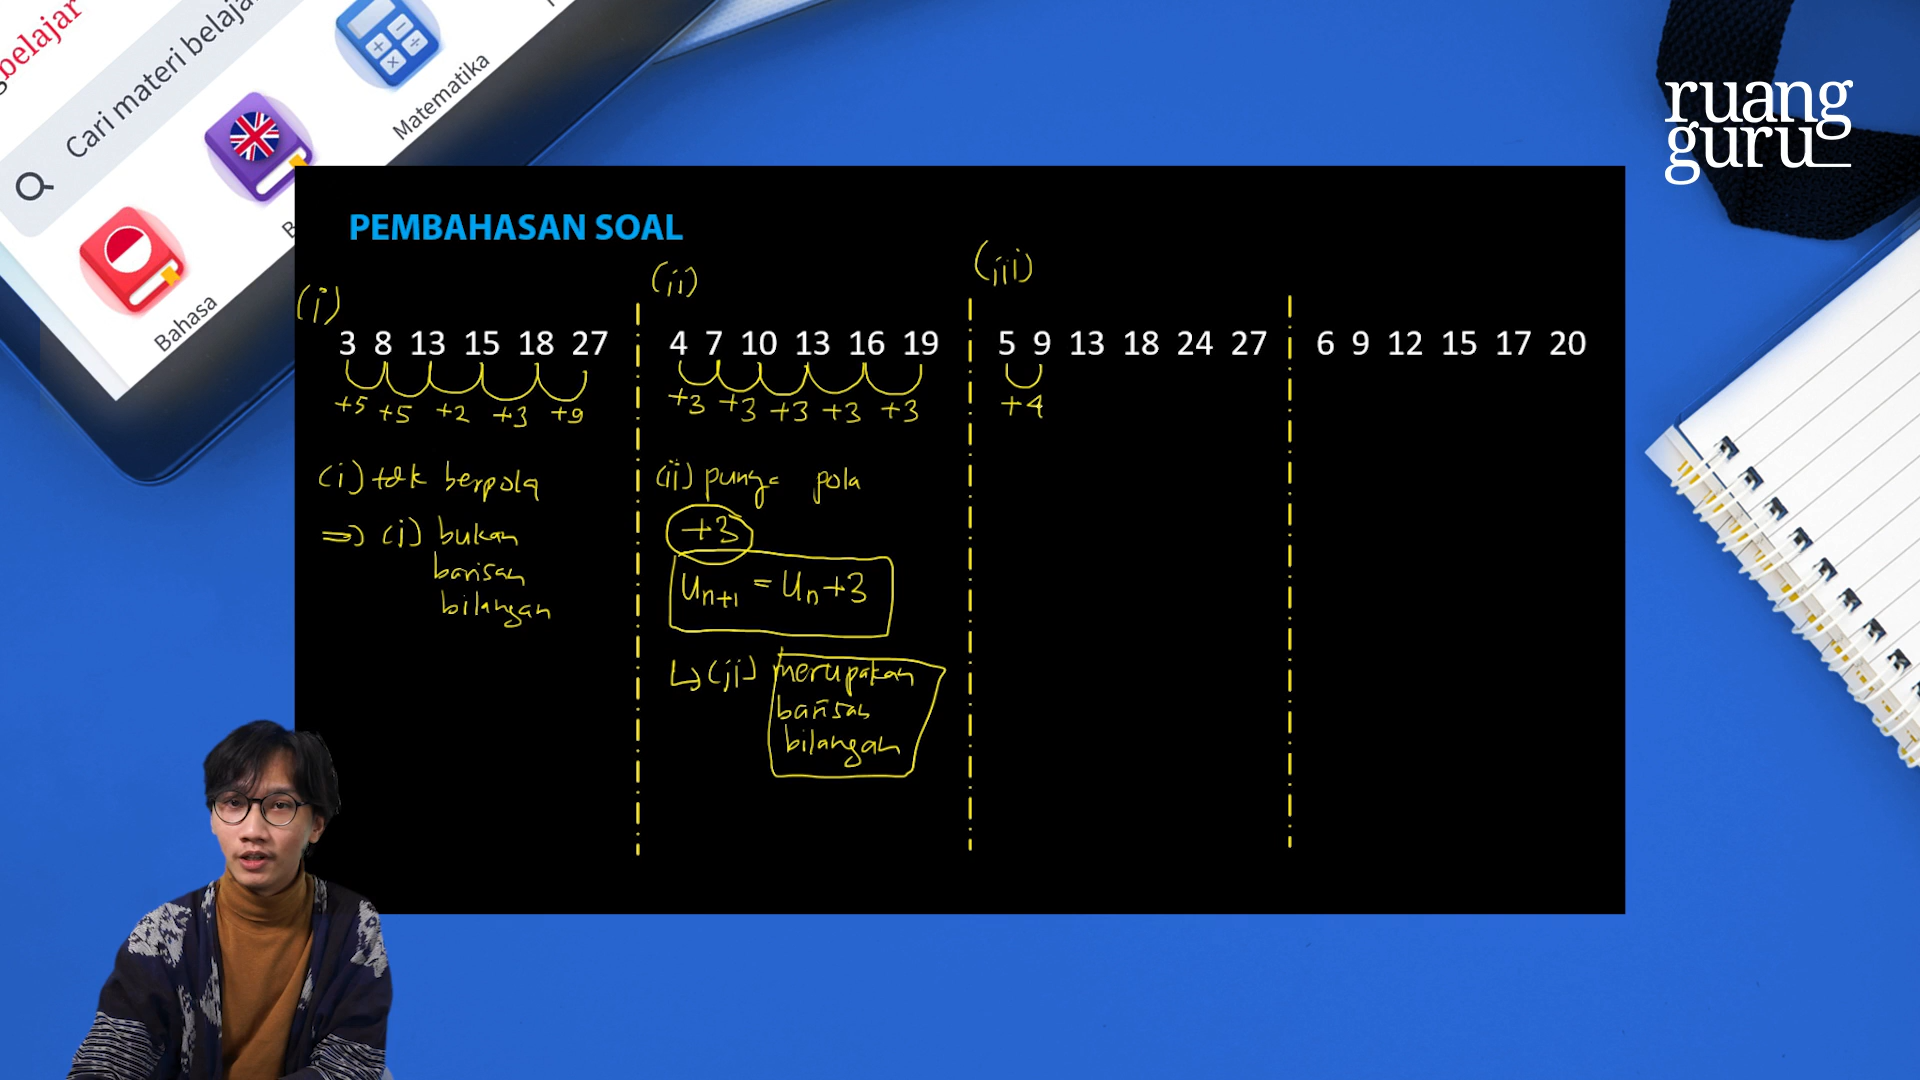 belajar
Cari materi belaja
Matematika
B
Bahasa
ruang
guru
PEMBAHASAN SOAL
(i)
3 8 13 15 18 27
+5 +5 +2 +3 +9
(i) tdk berpola
=> (i) bukan
barisan
bilangan
(ii)
4 7 10 13 16 19
+3 +3 +3 +3 +3
(ii) punya pola
+3
Un+1 = Un+3
↳ (ii) merupakan
barisan
bilangan
(iii)
5 9 13 18 24 27
+4
6 9 12 15 17 20